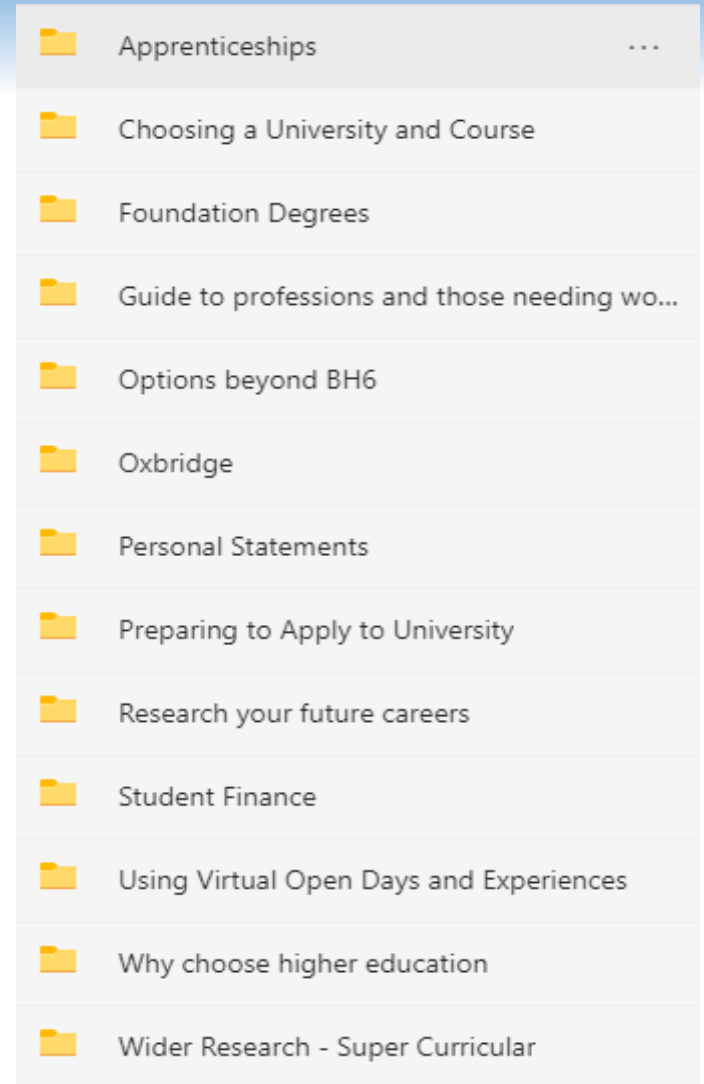 Apprenticeships ...
Choosing a University and Course
Foundation Degrees
Guide to professions and those needing wo...
Options beyond BH6
Oxbridge
Personal Statements
Preparing to Apply to University
Research your future careers
Student Finance
Using Virtual Open Days and Experiences
Why choose higher education
Wider Research - Super Curricular